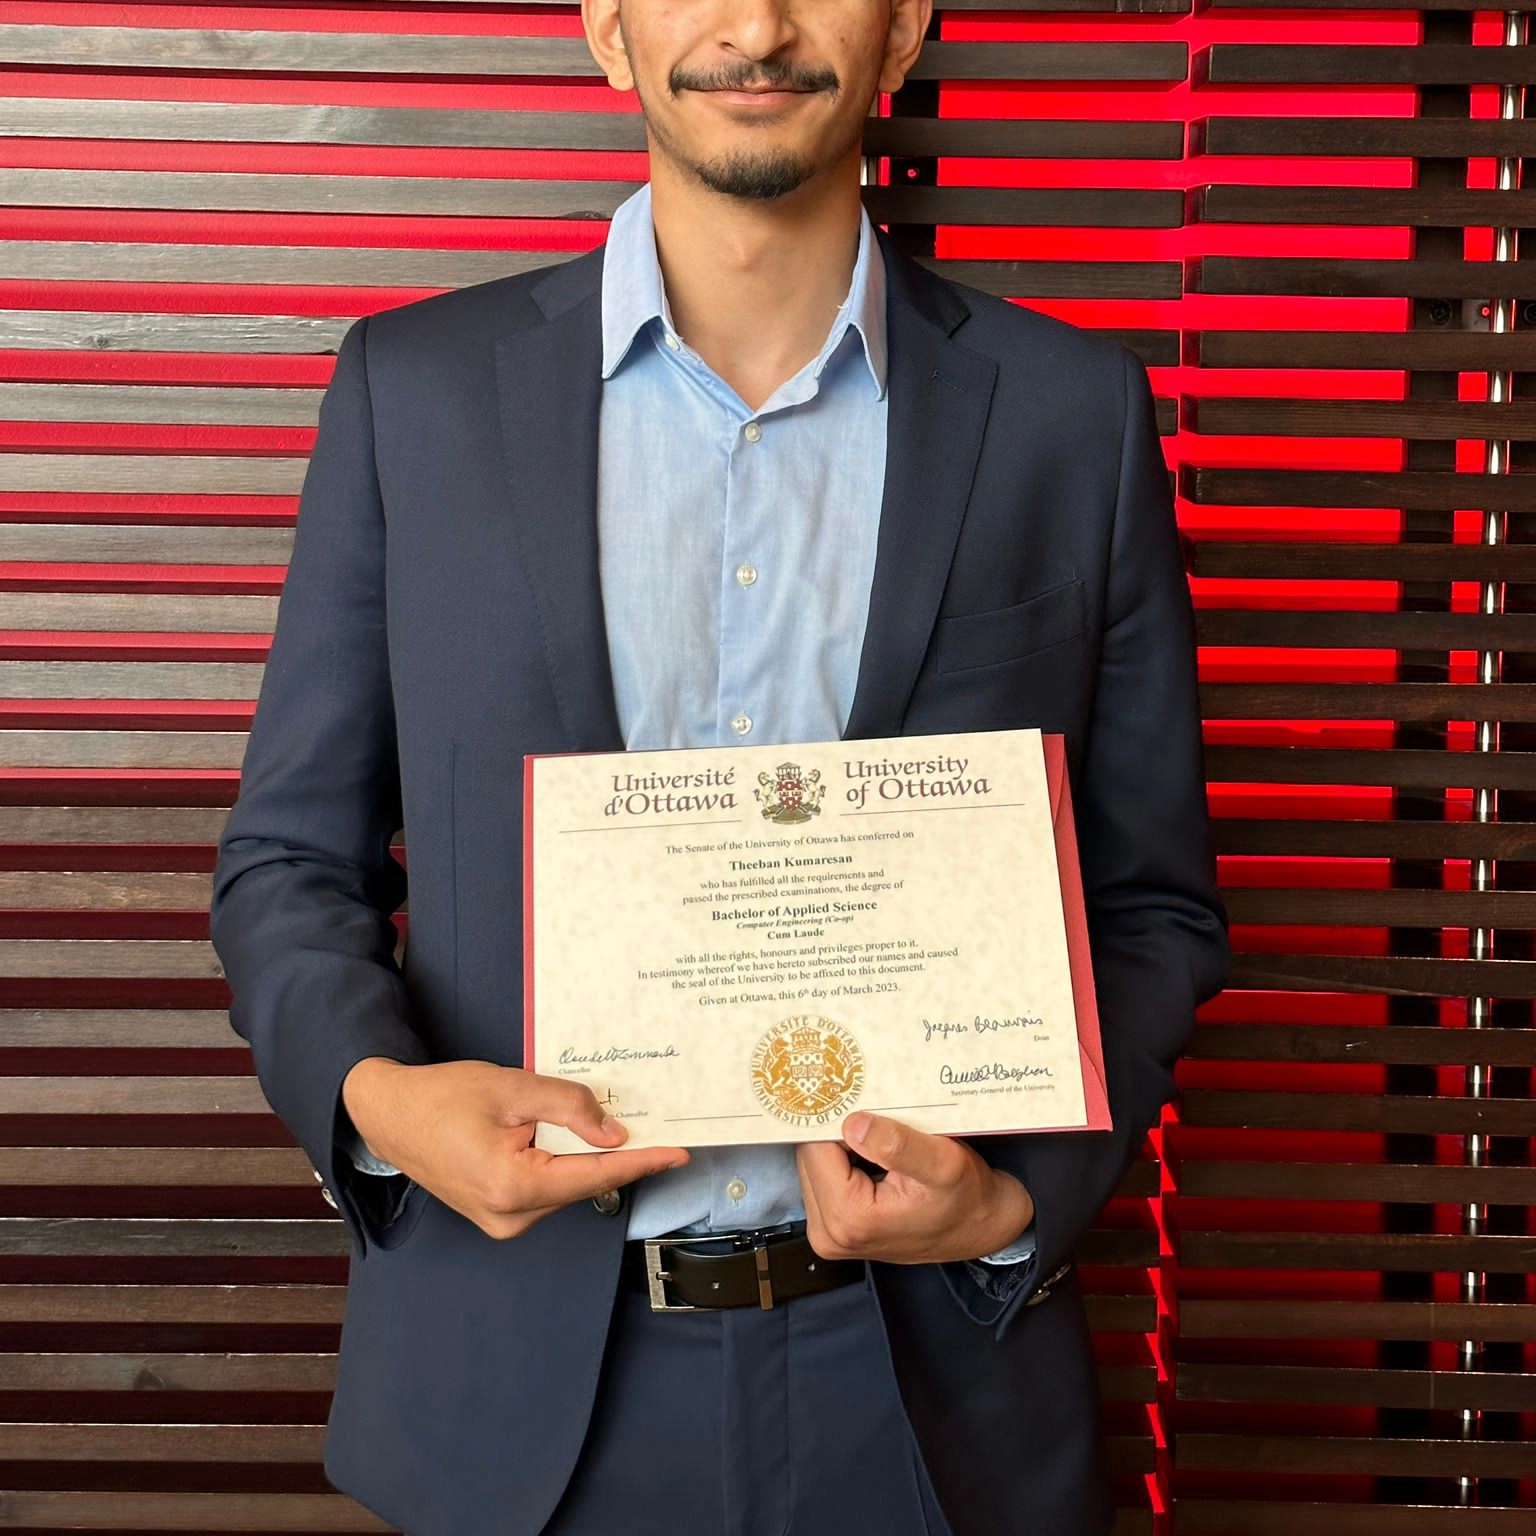 Université
d'Ottawa
University
of Ottawa
The Senate of the University of Ottawa has conferred on
Theeban Kumaresan
who has fulfilled all the requirements and
passed the prescribed examinations, the degree of
Bachelor of Applied Science
Computer Engineering (Co-op)
Cum Laude
with all the rights, honours and privileges proper to it.
In testimony whereof we have hereto subscribed our names and caused
the seal of the University to be affixed to this document.
Given at Ottawa, this 6th day of March 2023.
Chancellor
Chancellor
UNIVERSITÉ D'OTTAWA
UNIVERSITY OF OTTAWA
Dean
Secretary-General of the University